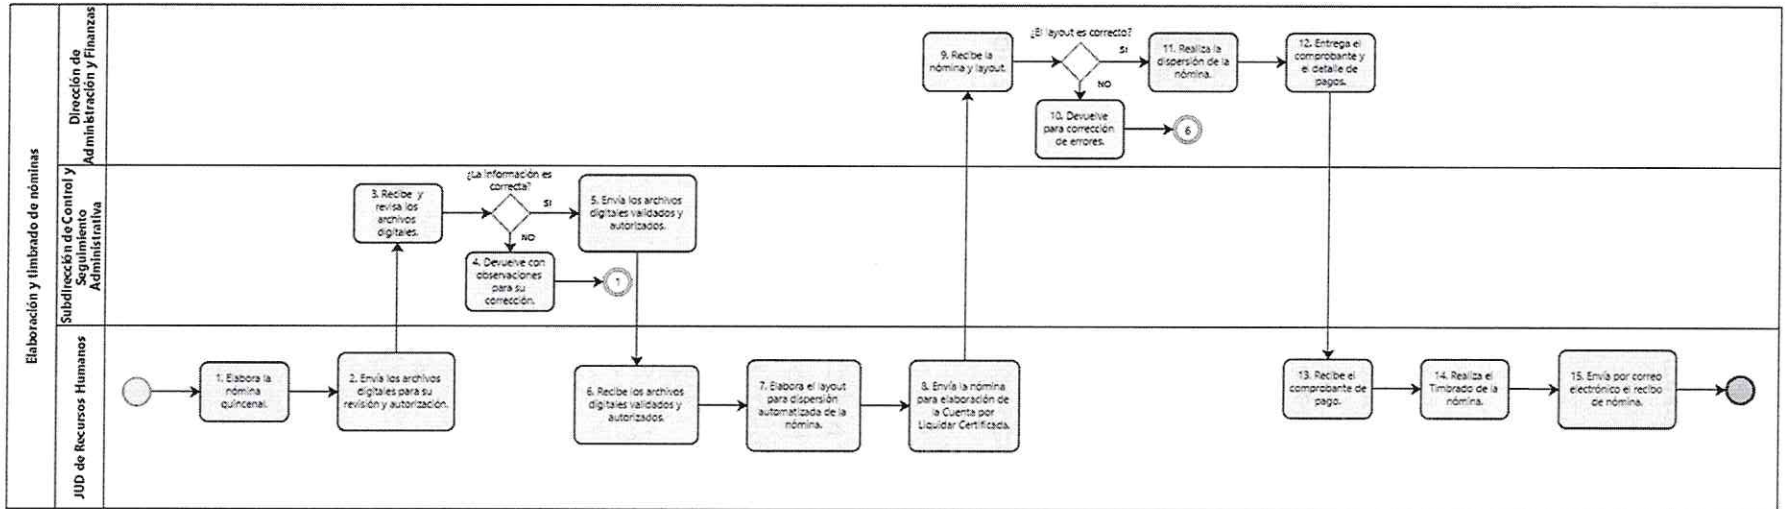 Elaboración y timbrado de nóminas
Dirección de
Administración y Finanzas
9. Recibe la
nómina y layout.
¿El layout es correcto?
SI
NO
10. Devuelve
para corrección
de errores.
6
11. Realiza la
dispersión de la
nómina.
12. Entrega el
comprobante y
el detalle de
pagos.
Subdirección de Control y
Seguimiento
Administrativa
3. Recibe y
revisa los
archivos
digitales.
¿La información es
correcta?
SI
NO
4. Devuelve con
observaciones
para su
corrección.
1
5. Envía los archivos
digitales validados y
autorizados.
JUD de Recursos Humanos
1. Elabora la
nómina
quincenal.
2. Envía los archivos
digitales para su
revisión y autorización.
6. Recibe los archivos
digitales validados y
autorizados.
7. Elabora el layout
para dispersión
automatizada de la
nómina.
8. Envía la nómina
para elaboración de
la Cuenta por
Liquidar Certificada.
13. Recibe el
comprobante de
pago.
14. Realiza el
Timbrado de la
nómina.
15. Envía por correo
electrónico el recibo
de nómina.